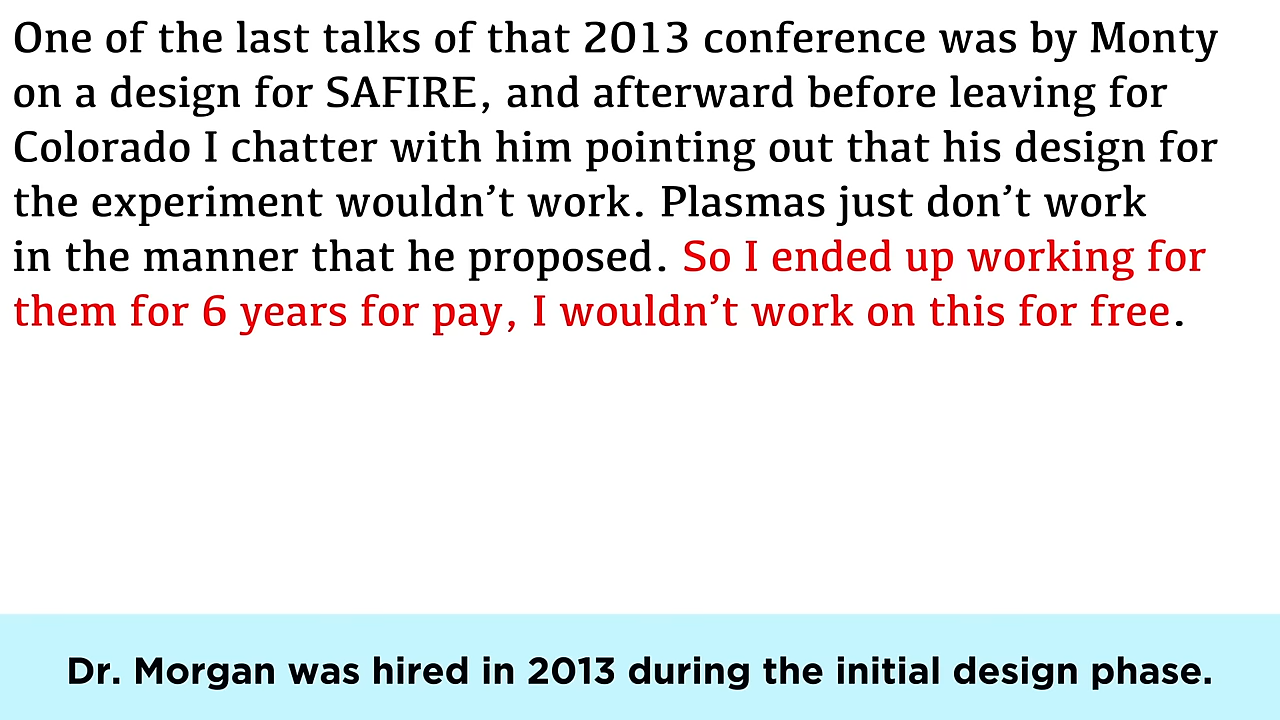 One of the last talks of that 2013 conference was by Monty
on a design for SAFIRE, and afterward before leaving for
Colorado I chatter with him pointing out that his design for
the experiment wouldn’t work. Plasmas just don’t work
in the manner that he proposed. So I ended up working for
them for 6 years for pay, I wouldn’t work on this for free.
Dr. Morgan was hired in 2013 during the initial design phase.